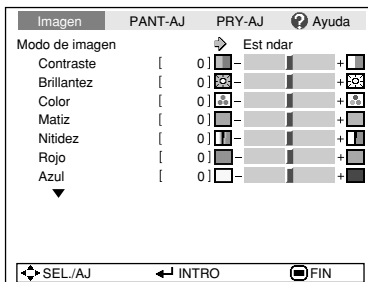 Imagen PANT-AJ PRY-AJ ? Ayuda
Modo de imagen Est ndar
Contraste [ 0 ] - +
Brillantez [ 0 ] - +
Color [ 0 ] - +
Matiz [ 0 ] - +
Nitidez [ 0 ] - +
Rojo [ 0 ] - +
Azul [ 0 ] - +
SEL./AJ INTRO FIN